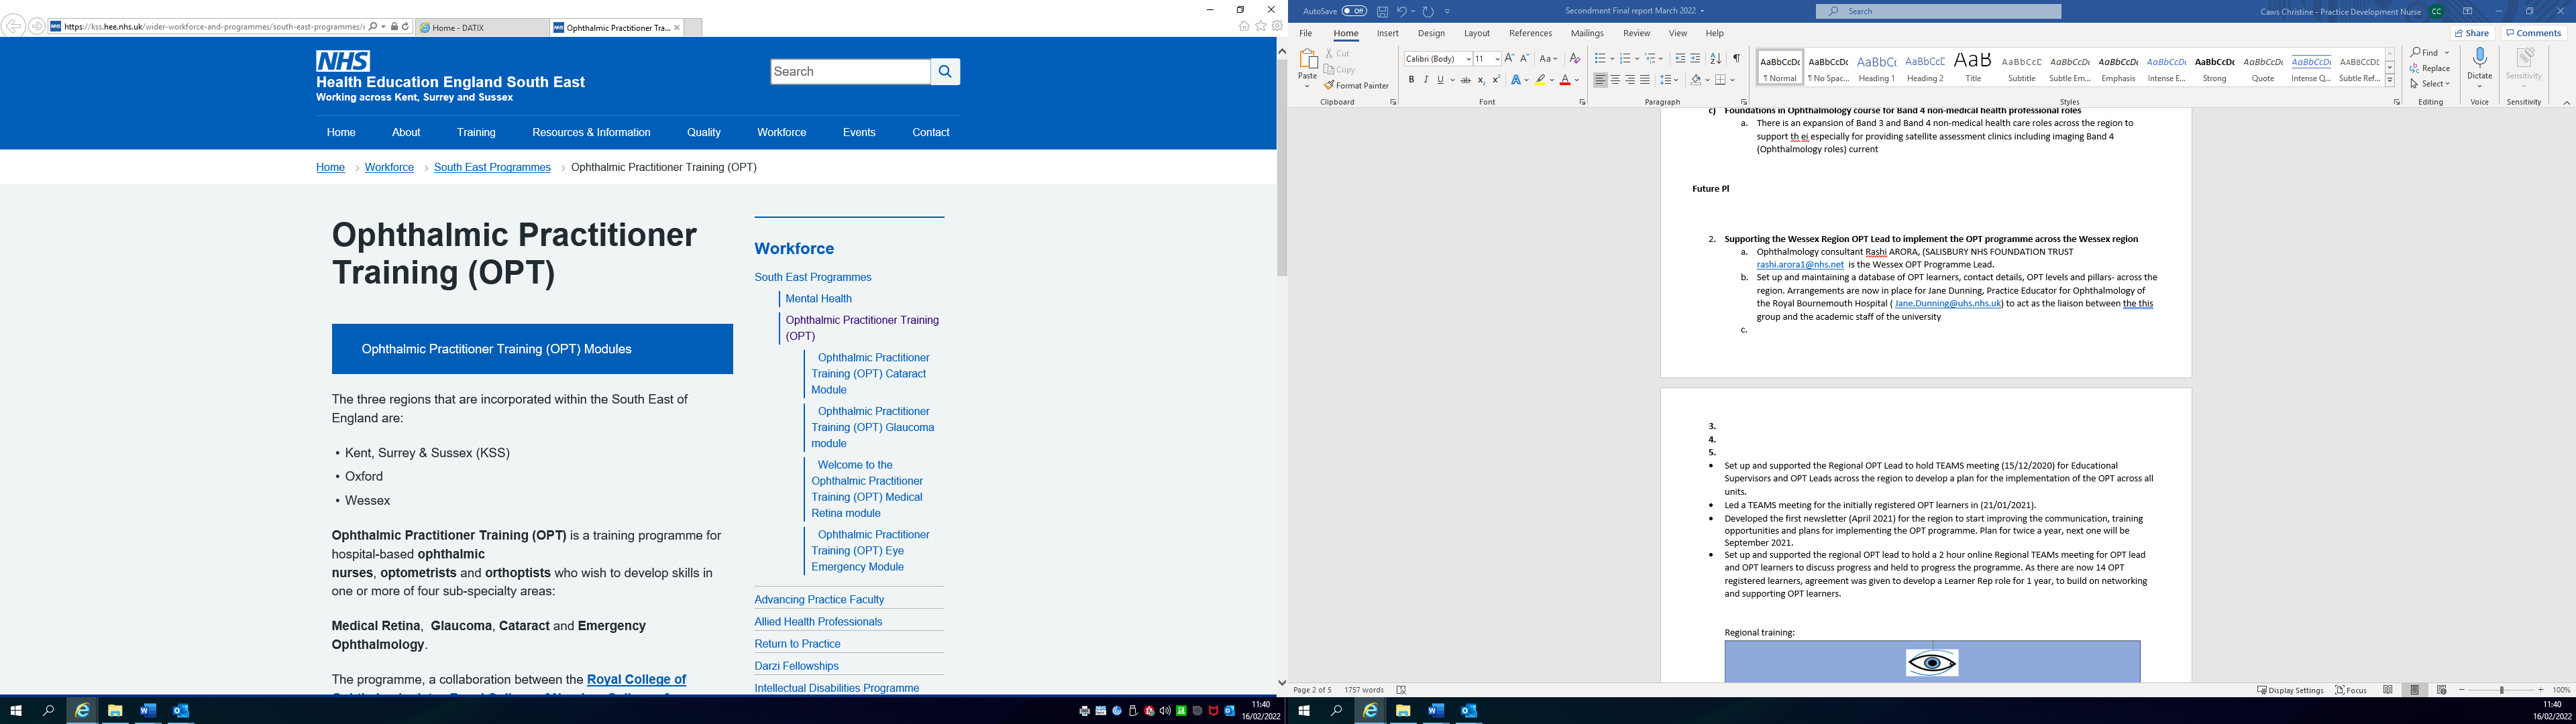 https://kss.hee.nhs.uk/wider-workforce-and-programmes/south-east-programmes/
Home - DATIX
Ophthalmic Practitioner Tra...
NHS
Health Education England South East
Working across Kent, Surrey and Sussex
Search
Home About Training Resources & Information Quality Workforce Events Contact
Home > Workforce > South East Programmes > Ophthalmic Practitioner Training (OPT)
Ophthalmic Practitioner
Training (OPT)
Ophthalmic Practitioner Training (OPT) Modules
The three regions that are incorporated within the South East of
England are:
• Kent, Surrey & Sussex (KSS)
• Oxford
• Wessex
Ophthalmic Practitioner Training (OPT) is a training programme for
hospital-based ophthalmic
nurses, optometrists and orthoptists who wish to develop skills in
one or more of four sub-specialty areas:
Medical Retina, Glaucoma, Cataract and Emergency
Ophthalmology.
The programme, a collaboration between the Royal College of
Workforce
South East Programmes
Mental Health
Ophthalmic Practitioner Training
(OPT)
Ophthalmic Practitioner
Training (OPT) Cataract
Module
Ophthalmic Practitioner
Training (OPT) Glaucoma
module
Welcome to the
Ophthalmic Practitioner
Training (OPT) Medical
Retina module
Ophthalmic Practitioner
Training (OPT) Eye
Emergency Module
Advancing Practice Faculty
Allied Health Professionals
Return to Practice
Darzi Fellowships
Intellectual Disabilities Programme
11:40
16/02/2022
AutoSave Off
Secondment Final report March 2022
Search
Caws Christine - Practice Development Nurse CC
File Home Insert Design Layout References Mailings Review View Help
Share Comments
Paste
Cut
Copy
Format Painter
Clipboard
Calibri (Body) 11
Font
Paragraph
AaBbCcDc AaBbCcDc AaBbCc AaBbCcC AaB AaBbCcC AaBbCcDc AaBbCcDc AaBbCcDc AaBbCcDc AaBbCcDc AaBbCcDc AABBCCDC
¶ Normal ¶ No Spac... Heading 1 Heading 2 Title Subtitle Subtle Em... Emphasis Intense E... Strong Quote Intense Q... Subtle Ref...
Styles
Find
Replace
Select
Editing
Dictate
Voice
Sensitivity
Sensitivity
c) Foundations in Ophthalmology course for Band 4 non-medical health professional roles
a. There is an expansion of Band 3 and Band 4 non-medical health care roles across the region to
support th ei especially for providing satellite assessment clinics including imaging Band 4
(Ophthalmology roles) current
Future Pl
2. Supporting the Wessex Region OPT Lead to implement the OPT programme across the Wessex region
a. Ophthalmology consultant Rashi ARORA, (SALISBURY NHS FOUNDATION TRUST
rashi.arora1@nhs.net is the Wessex OPT Programme Lead.
b. Set up and maintaining a database of OPT learners, contact details, OPT levels and pillars- across the
region. Arrangements are now in place for Jane Dunning, Practice Educator for Ophthalmology of
the Royal Bournemouth Hospital ( Jane.Dunning@uhs.nhs.uk) to act as the liaison between the this
group and the academic staff of the university
c.
3.
4.
5.
• Set up and supported the Regional OPT Lead to hold TEAMS meeting (15/12/2020) for Educational
Supervisors and OPT Leads across the region to develop a plan for the implementation of the OPT across all
units.
• Led a TEAMS meeting for the initially registered OPT learners in (21/01/2021).
• Developed the first newsletter (April 2021) for the region to start improving the communication, training
opportunities and plans for implementing the OPT programme. Plan for twice a year, next one will be
September 2021.
• Set up and supported the regional OPT lead to hold a 2 hour online Regional TEAMs meeting for OPT lead
and OPT learners to discuss progress and held to progress the programme. As there are now 14 OPT
registered learners, agreement was given to develop a Learner Rep role for 1 year, to build on networking
and supporting OPT learners.
Regional training:
Page 2 of 5 1757 words
Display Settings Focus 100%
11:40
16/02/2022